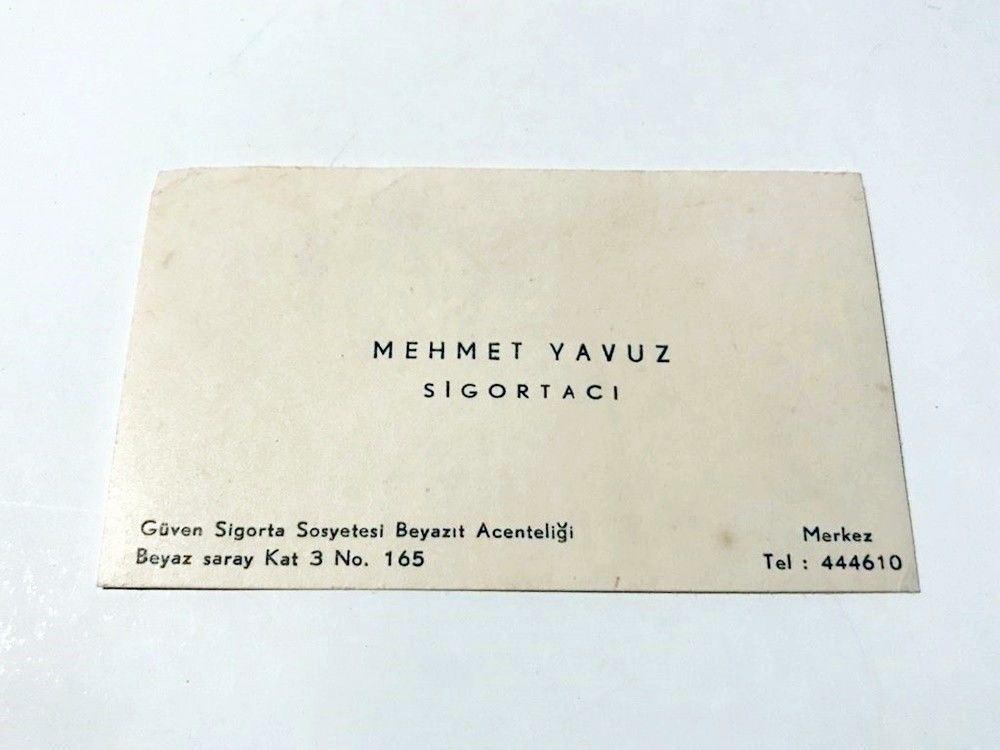 MEHMET YAVUZ
SİGORTACI
Güven Sigorta Sosyetesi Beyazıt Acenteliği
Beyaz saray Kat 3 No. 165
Merkez
Tel : 444610